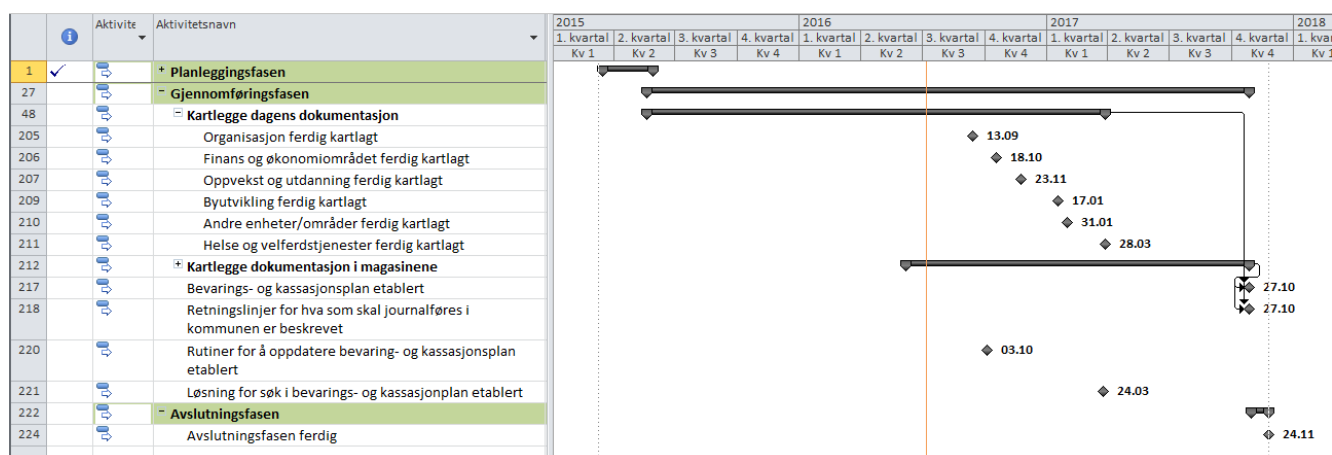 Aktivite Aktivitetsnavn 2015 2016 2017 2018
1. kvartal 2. kvartal 3. kvartal 4. kvartal 1. kvartal 2. kvartal 3. kvartal 4. kvartal 1. kvartal 2. kvartal 3. kvartal 4. kvartal 1. kva
Kv 1 Kv 2 Kv 3 Kv 4 Kv 1 Kv 2 Kv 3 Kv 4 Kv 1 Kv 2 Kv 3 Kv 4 Kv 1
1 + Planleggingsfasen
27 - Gjennomføringsfasen
48 - Kartlegge dagens dokumentasjon
205 Organisasjon ferdig kartlagt 13.09
206 Finans og økonomiområdet ferdig kartlagt 18.10
207 Oppvekst og utdanning ferdig kartlagt 23.11
209 Byutvikling ferdig kartlagt 17.01
210 Andre enheter/områder ferdig kartlagt 31.01
211 Helse og velferdstjenester ferdig kartlagt 28.03
212 + Kartlegge dokumentasjon i magasinene
217 Bevarings- og kassasjonsplan etablert 27.10
218 Retningslinjer for hva som skal journalføres i 27.10
kommunen er beskrevet
220 Rutiner for å oppdatere bevaring- og kassasjonsplan 03.10
etablert
221 Løsning for søk i bevarings- og kassasjonplan etablert 24.03
222 - Avslutningsfasen
224 Avslutningsfasen ferdig 24.11